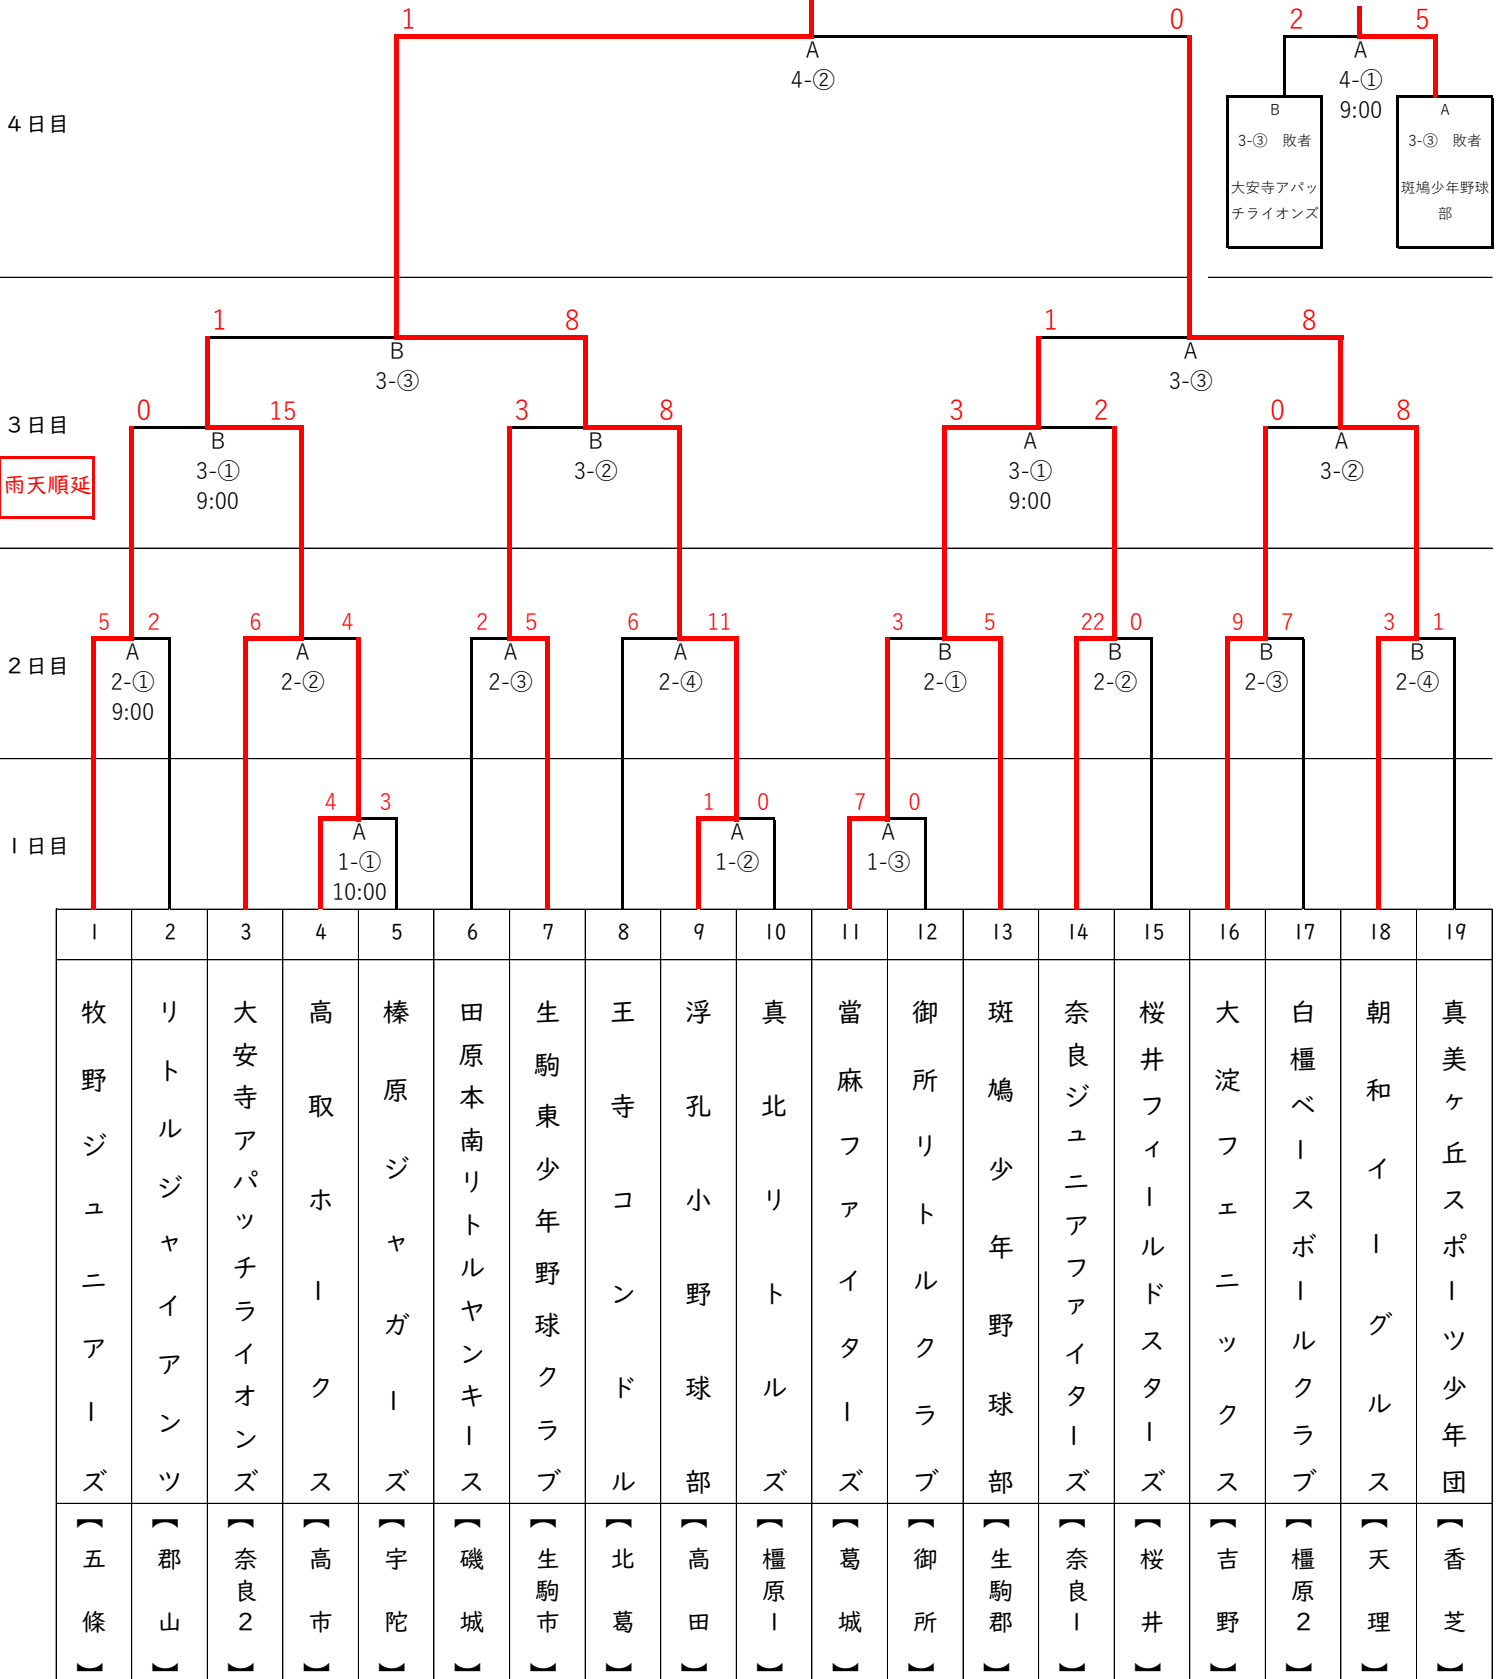 1 0 2 5
A A
4-② 4-①
9:00
4日目
B A
3-③ 敗者 3-③ 敗者
大安寺アパッ 斑鳩少年野球
チライオンズ 部
1 8 1 8
B A
3-③ 3-③
3日目
0 15 3 8 3 2 0 8
B B A A
3-① 3-② 3-① 3-②
9:00 9:00
雨天順延
5 2 6 4 2 5 6 11 3 5 22 0 9 7 3 1
A A A A B B B B
2日目
2-① 2-② 2-③ 2-④ 2-① 2-② 2-③ 2-④
9:00
4 3 1 0 7 0
A A A
1日目
1-① 1-② 1-③
10:00
1 2 3 4 5 6 7 8 9 10 11 12 13 14 15 16 17 18 19
牧野ジュニアーズ
リトルジャイアンツ
大安寺アパッチライオンズ
高取ホークス
榛原ジャガーズ
田原本南リトルヤンキース
生駒東少年野球クラブ
王寺コンドル
浮孔小野球部
真北リトルズ
當麻ファイターズ
御所リトルクラブ
斑鳩少年野球部
奈良ジュニアファイターズ
桜井フィールドスターズ
大淀フェニックス
白橿ベースボールクラブ
朝和イーグルス
真美ヶ丘スポーツ少年団
【五條】
【郡山】
【奈良2】
【高市】
【宇陀】
【磯城】
【生駒市】
【北葛】
【高田】
【橿原1】
【葛城】
【御所】
【生駒郡】
【奈良1】
【桜井】
【吉野】
【橿原2】
【天理】
【香芝】